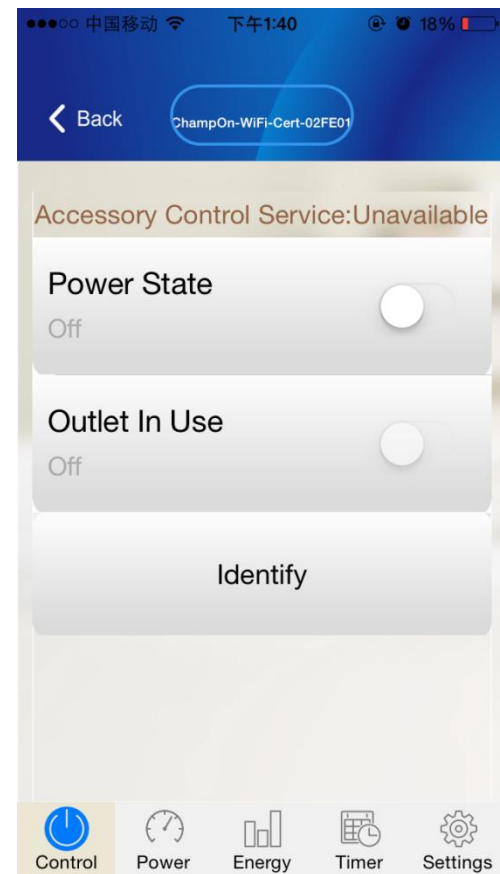 中国移动 下午1:40 18%
Back ChampOn-WiFi-Cert-02FE01
Accessory Control Service:Unavailable
Power State
Off
Outlet In Use
Off
Identify
Control Power Energy Timer Settings